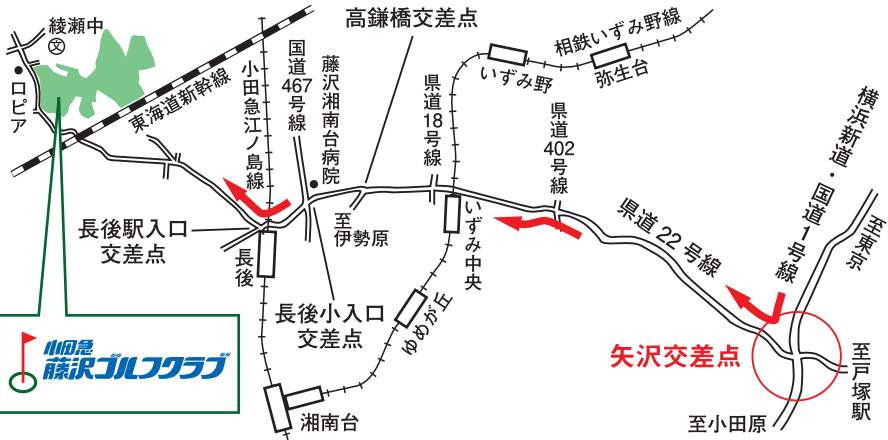 綾瀬中
文
ロピア
東海道新幹線
小田急江ノ島線
国道467号線
藤沢湘南台病院
高鎌橋交差点
県道18号線
いずみ野
相鉄いずみ野線
弥生台
県道402号線
横浜新道・国道1号線
至東京
県道22号線
長後駅入口
交差点
長後
至
伊勢原
いずみ中央
長後小入口
交差点
ゆめが丘
湘南台
矢沢交差点
至戸塚駅
至小田原
小田急
藤沢ゴルフクラブ